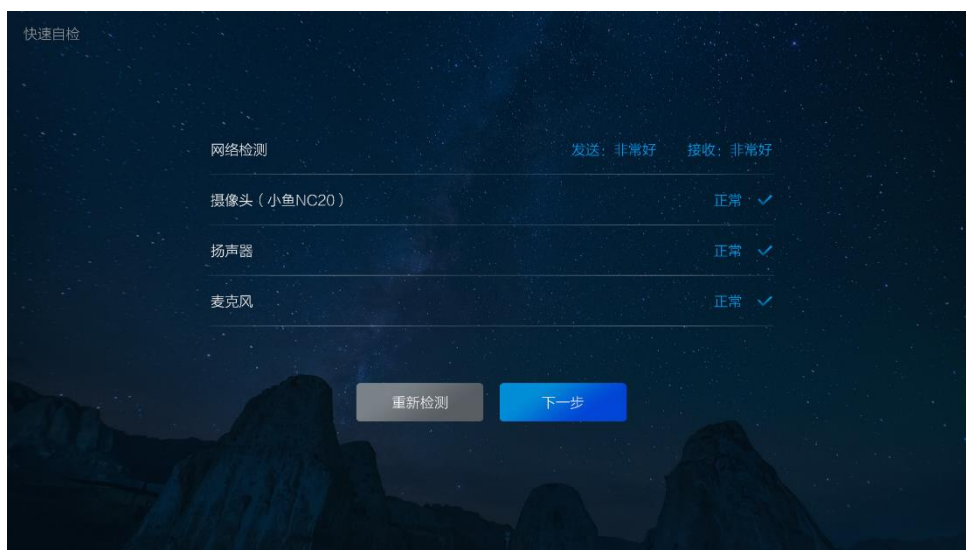 快速自检
网络检测 发送：非常好 接收：非常好
摄像头（小鱼NC20） 正常
扬声器 正常
麦克风 正常
重新检测 下一步